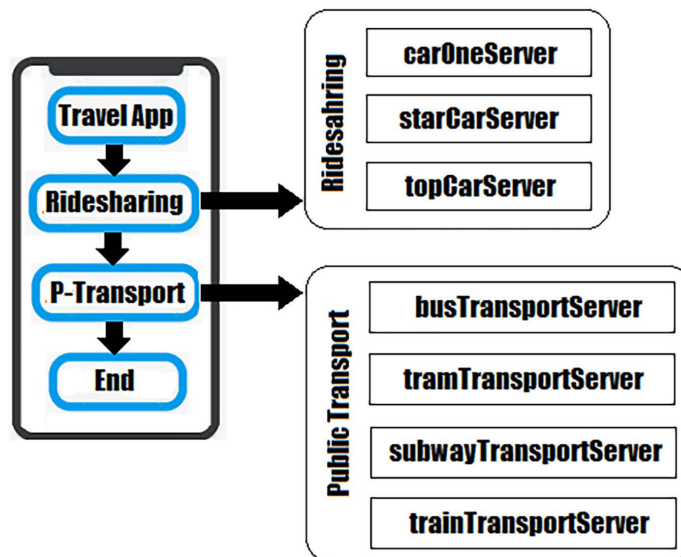 Travel App
Ridesharing
P-Transport
End
Ridesahring
carOneServer
starCarServer
topCarServer
Public Transport
busTransportServer
tramTransportServer
subwayTransportServer
trainTransportServer